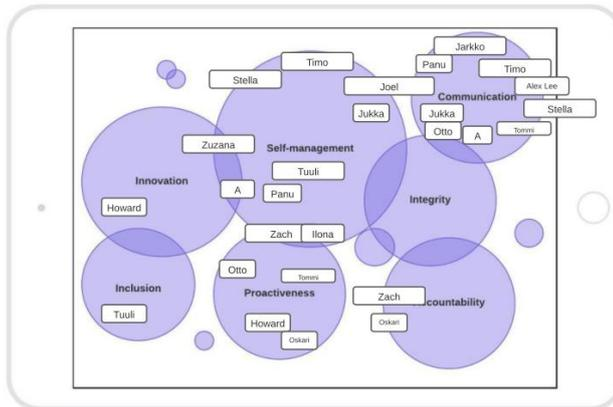 Jarkko
Timo
Panu
Timo
Stella
Joel
Alex Lee
Communication
Stella
Jukka
Jukka
Otto
A
Tommi
Zuzana
Self-management
Tuuli
Innovation
A
Panu
Integrity
Howard
Zach
Ilona
Otto
Tommi
Inclusion
Proactiveness
Zach
Tuuli
Howard
Oskari
Oskari